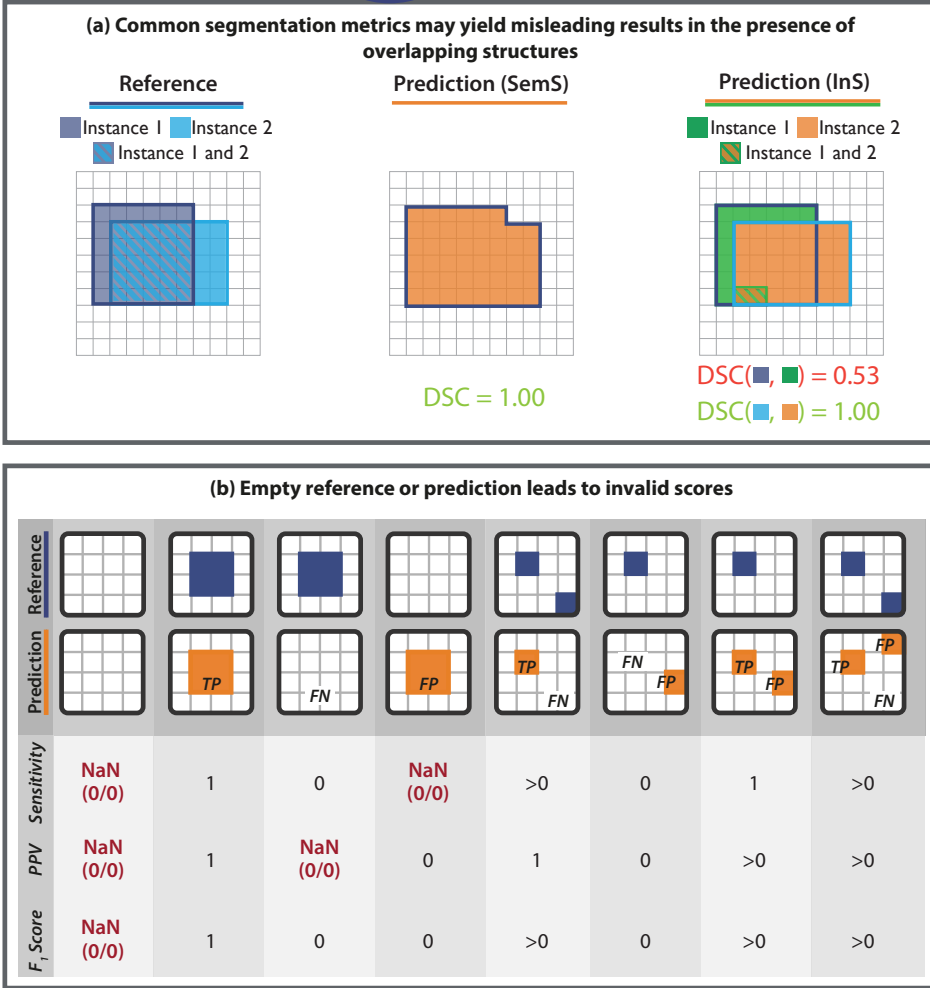 (a) Common segmentation metrics may yield misleading results in the presence of
overlapping structures
Reference
Prediction (SemS)
Prediction (InS)
Instance 1 Instance 2
Instance 1 and 2
Instance 1 Instance 2
Instance 1 and 2
DSC = 1.00
DSC( , ) = 0.53
DSC( , ) = 1.00
(b) Empty reference or prediction leads to invalid scores
Reference
Prediction
TP
FN
FP
TP
FN
FN
FP
TP
FP
FP
TP
FN
Sensitivity
NaN (0/0) 1 0 NaN (0/0) >0 0 1 >0
PPV
NaN (0/0) 1 NaN (0/0) 0 1 0 >0 >0
F1 Score
NaN (0/0) 1 0 0 >0 0 >0 >0